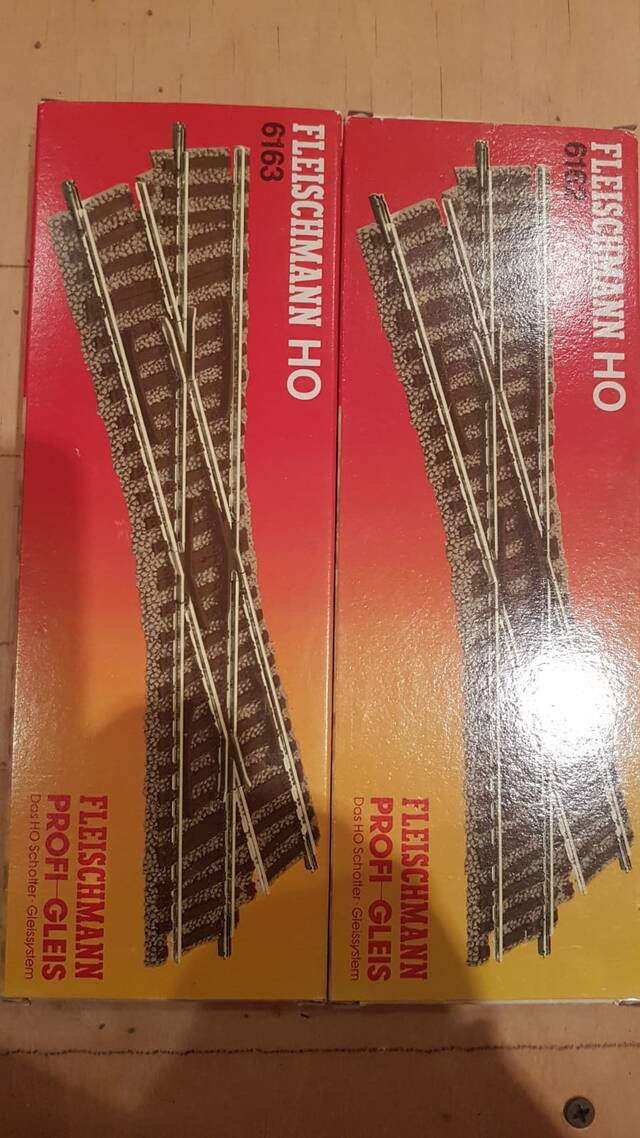 FLEISCHMANN HO
6163
FLEISCHMANN
PROFI-GLEIS
Das HO Schotter-Gleissystem
FLEISCHMANN HO
6162
FLEISCHMANN
PROFI-GLEIS
Das HO Schotter-Gleissystem